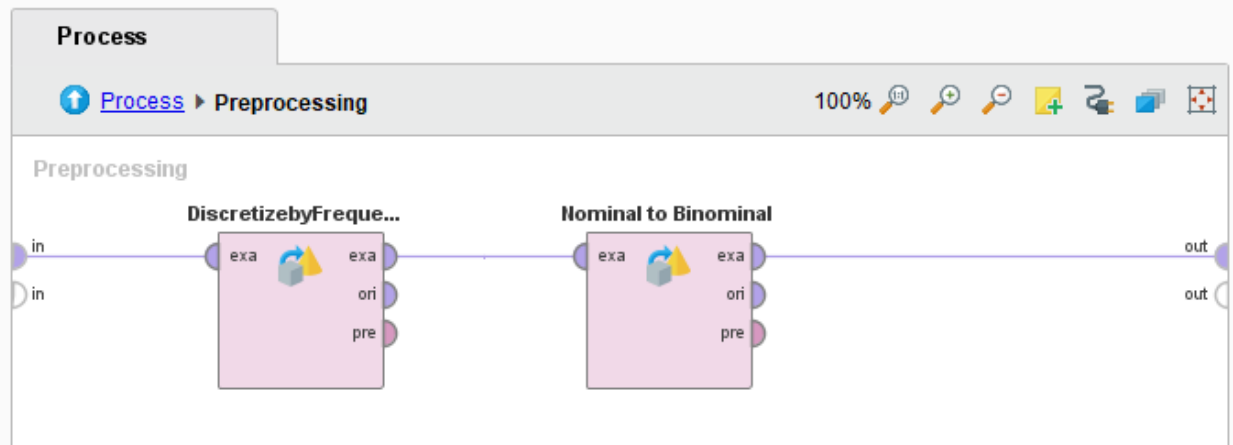 Process
Process Preprocessing 100%
Preprocessing
DiscretizebyFreque... Nominal to Binominal
in exa exa exa exa out
in ori ori out
pre pre